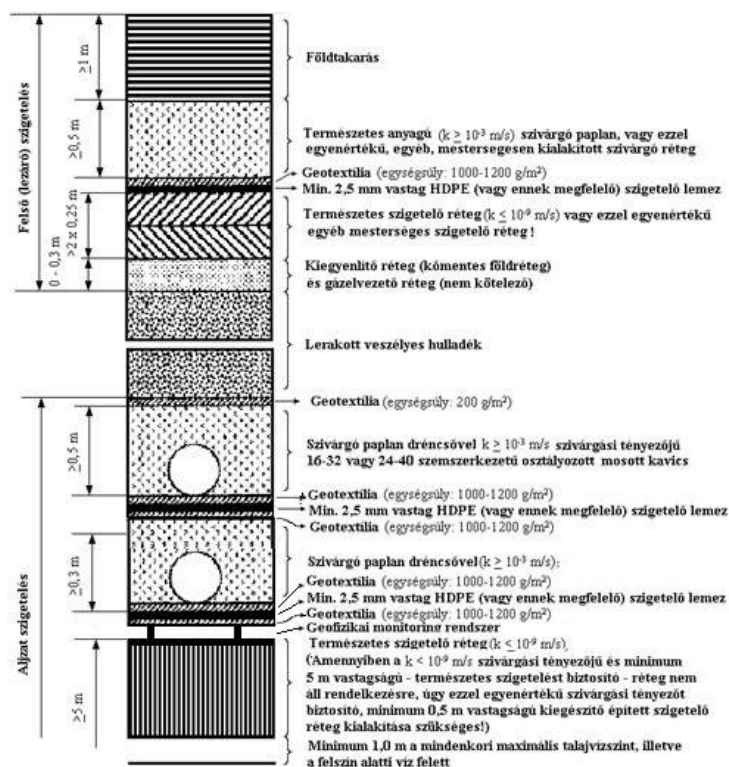 Felső (lezáró) szigetelés
≥1 m
≥0,5 m
>2 x 0,25 m
0 - 0,3 m
Földtakarás
Természetes anyagú (k ≥ 10⁻³ m/s) szivárgó paplan, vagy ezzel
egyenértékű, egyéb, mestersegesen kialakított szivárgó réteg
Geotextília (egységsúly: 1000-1200 g/m²)
Min. 2,5 mm vastag HDPE (vagy ennek megfelelő) szigetelő lemez
Természetes szigetelő réteg (k ≤ 10⁻⁹ m/s) vagy ezzel egyenértékű
egyéb mesterséges szigetelő réteg !
Kiegyenlítő réteg (kőmentes földréteg)
és gázelvezető réteg (nem kötelező)
Lerakott veszélyes hulladék
Aljzat szigetelés
≥0,5 m
≥0,3 m
≥5 m
Geotextília (egységsúly: 200 g/m²)
Szivárgó paplan dréncsővel k ≥ 10⁻³ m/s szivárgási tényezőjű
16-32 vagy 24-40 szemszerkezetű osztályozott mosott kavics
Geotextília (egységsúly: 1000-1200 g/m²)
Min. 2,5 mm vastag HDPE (vagy ennek megfelelő) szigetelő lemez
Geotextília (egységsúly: 1000-1200 g/m²)
Szivárgó paplan dréncsővel (k ≥ 10⁻³ m/s);
Geotextília (egységsúly: 1000-1200 g/m²)
Min. 2,5 mm vastag HDPE (vagy ennek megfelelő) szigetelő lemez
Geotextília (egységsúly: 1000-1200 g/m²)
Geofizikai monitoring rendszer
Természetes szigetelő réteg (k ≤ 10⁻⁹ m/s),
(Amennyiben a k < 10⁻⁹ m/s szivárgási tényezőjű és minimum
5 m vastagságú - természetes szigetelést biztosító - réteg nem
áll rendelkezésre, úgy ezzel egyenértékű szivárgási tényezőt
biztosító, minimum 0,5 m vastagságú kiegészítő épített szigetelő
réteg kialakítása szükséges!)
Minimum 1,0 m a mindenkori maximális talajvízszint, illetve
a felszín alatti víz felett